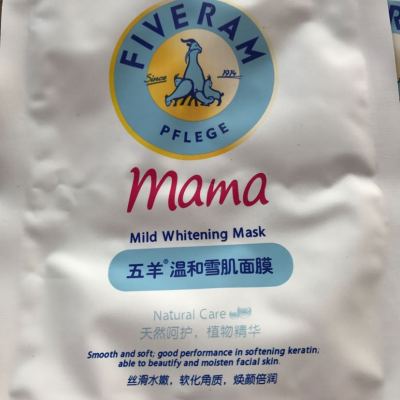 FIVERAM
Since 1914
PFLEGE
mama
Mild Whitening Mask
五羊®温和雪肌面膜
Natural Care
天然呵护，植物精华
Smooth and soft; good performance in softening keratin;
able to beautify and moisten facial skin.
丝滑水嫩，软化角质，焕颜倍润